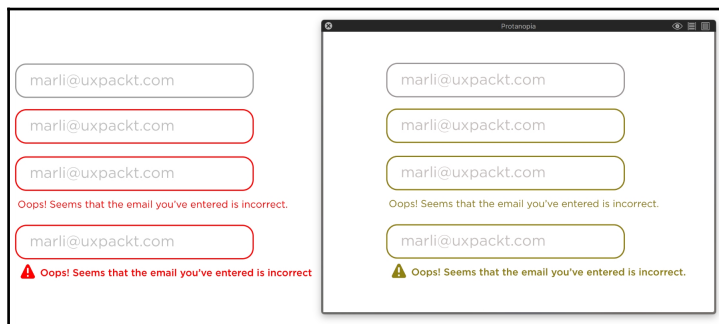 marli@uxpackt.com
marli@uxpackt.com
marli@uxpackt.com
Oops! Seems that the email you've entered is incorrect.
marli@uxpackt.com
Oops! Seems that the email you've entered is incorrect
Protanopia
marli@uxpackt.com
marli@uxpackt.com
marli@uxpackt.com
Oops! Seems that the email you've entered is incorrect.
marli@uxpackt.com
Oops! Seems that the email you've entered is incorrect.